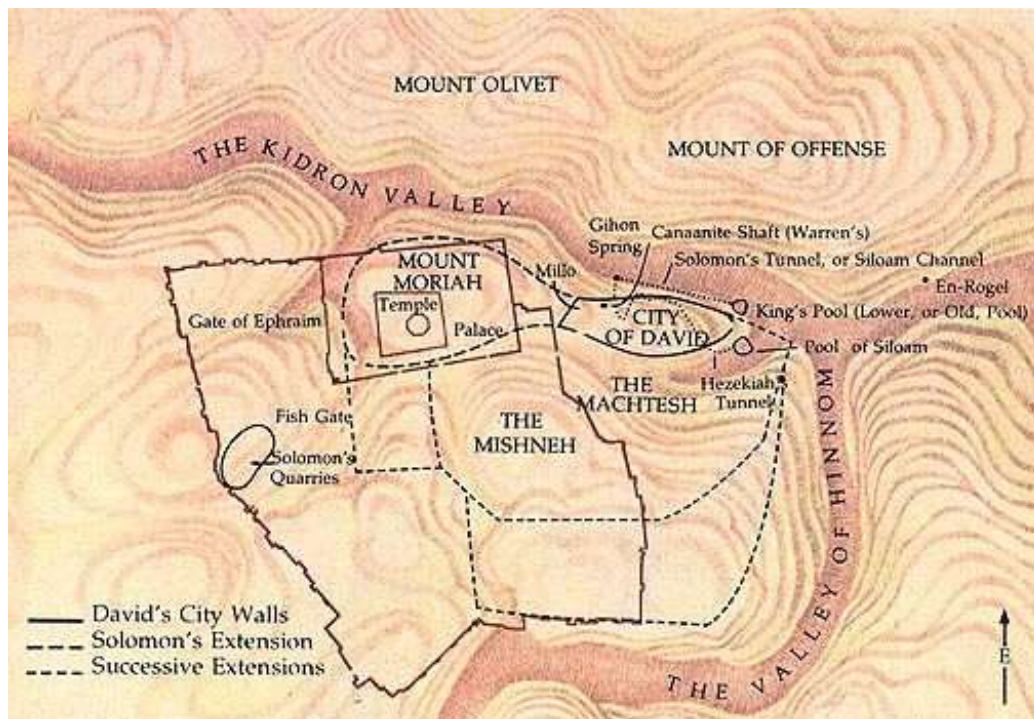 MOUNT OLIVET
MOUNT OF OFFENSE
THE KIDRON VALLEY
Gihon
Spring
Canaanite Shaft (Warren's)
Solomon's Tunnel, or Siloam Channel
En-Rogel
MOUNT
MORIAH
Temple
Millo
King's Pool (Lower, or Old, Pool)
Gate of Ephraim
Palace
CITY
OF DAVID
Pool of Siloam
THE
MACHTESH
Hezekiah
Tunnel
Fish Gate
THE
MISHNEH
Solomon's
Quarries
THE VALLEY OF HINNOM
David's City Walls
Solomon's Extension
Successive Extensions
E